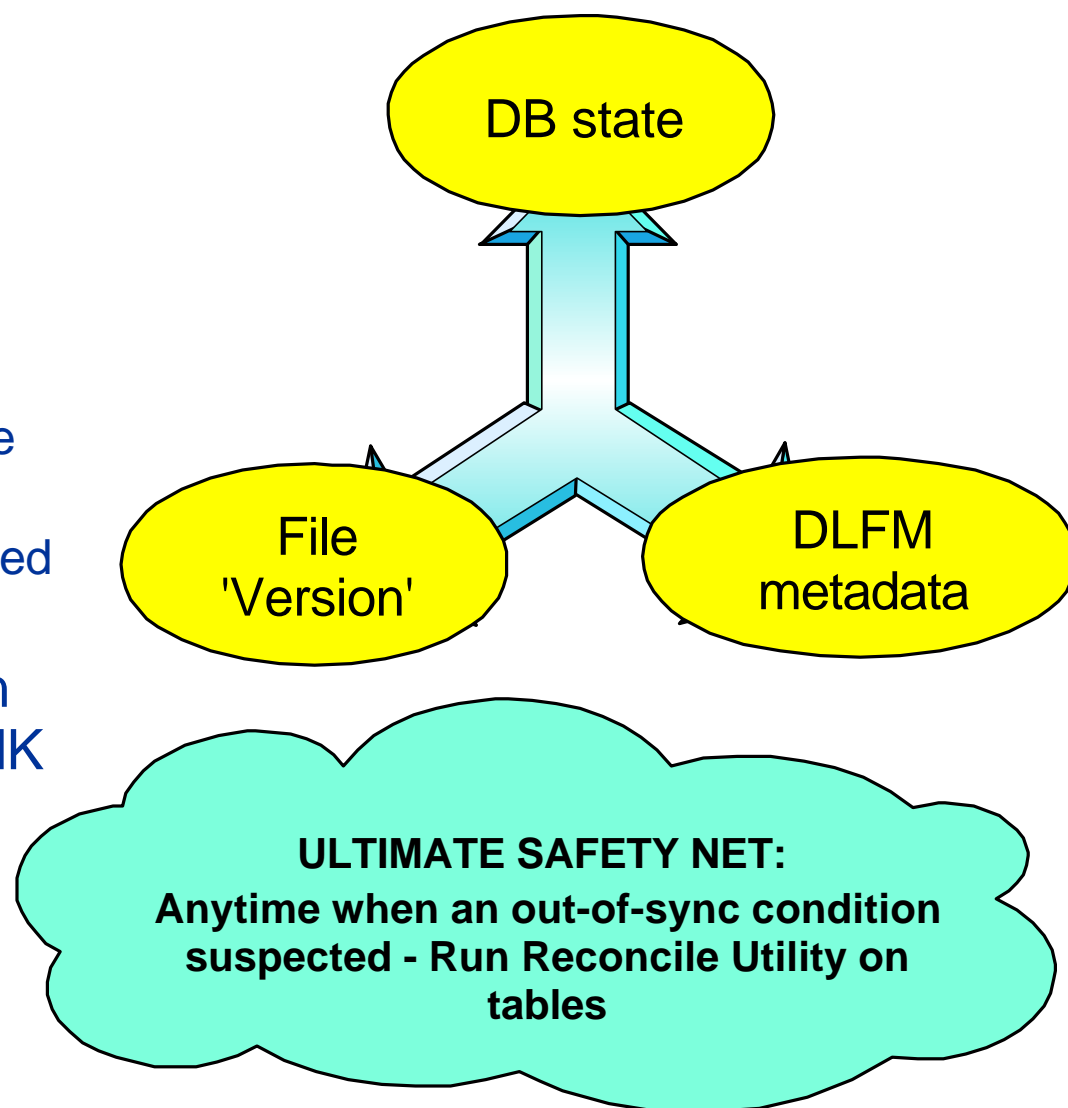 DB state
e
File
'Version'
DLFM
metadata
ed
n
ULTIMATE SAFETY NET:
Anytime when an out-of-sync condition
suspected - Run Reconcile Utility on
tables